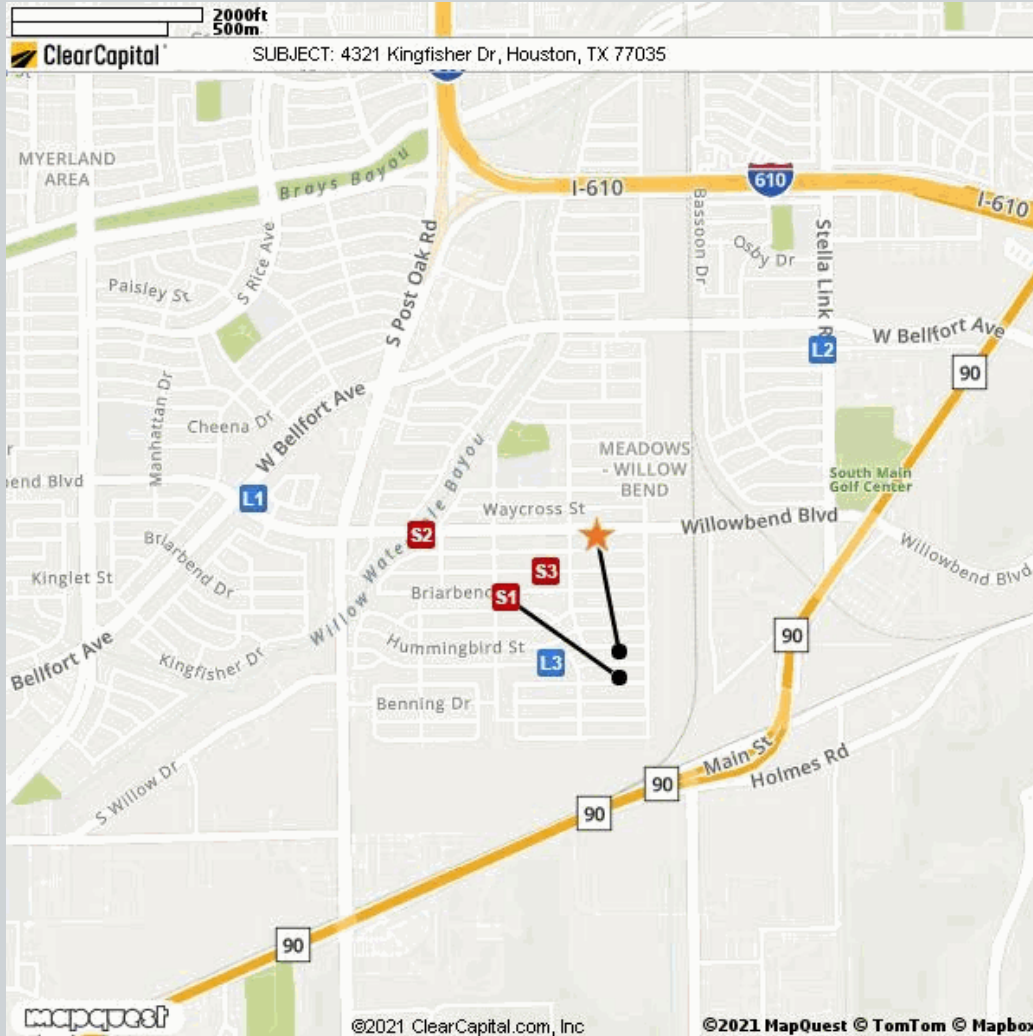 2000ft
500m
ClearCapital
SUBJECT: 4321 Kingfisher Dr, Houston, TX 77035
MYERLAND
AREA
Brays Bayou
I-610
610
I-610
Bassoon Dr
Osby Dr
Stella Link R
S Rice Ave
Paisley St
S Post Oak Rd
W Bellfort Ave
L2
90
Manhattan Dr
Cheena Dr
W Bellfort Ave
MEADOWS
- WILLOW
BEND
South Main
Golf Center
end Blvd
L1
Waycross St
Willowbend Blvd
S2
Willow Waterhole Bayou
Willowbend Blvd
Briarbend Dr
Kinglet St
S3
Briarbend
S1
90
Hummingbird St
L3
Kingfisher Dr
Bellfort Ave
Benning Dr
Main St
Holmes Rd
S Willow Dr
90
90
90
mapquest
©2021 ClearCapital.com, Inc
©2021 MapQuest © TomTom © Mapbox